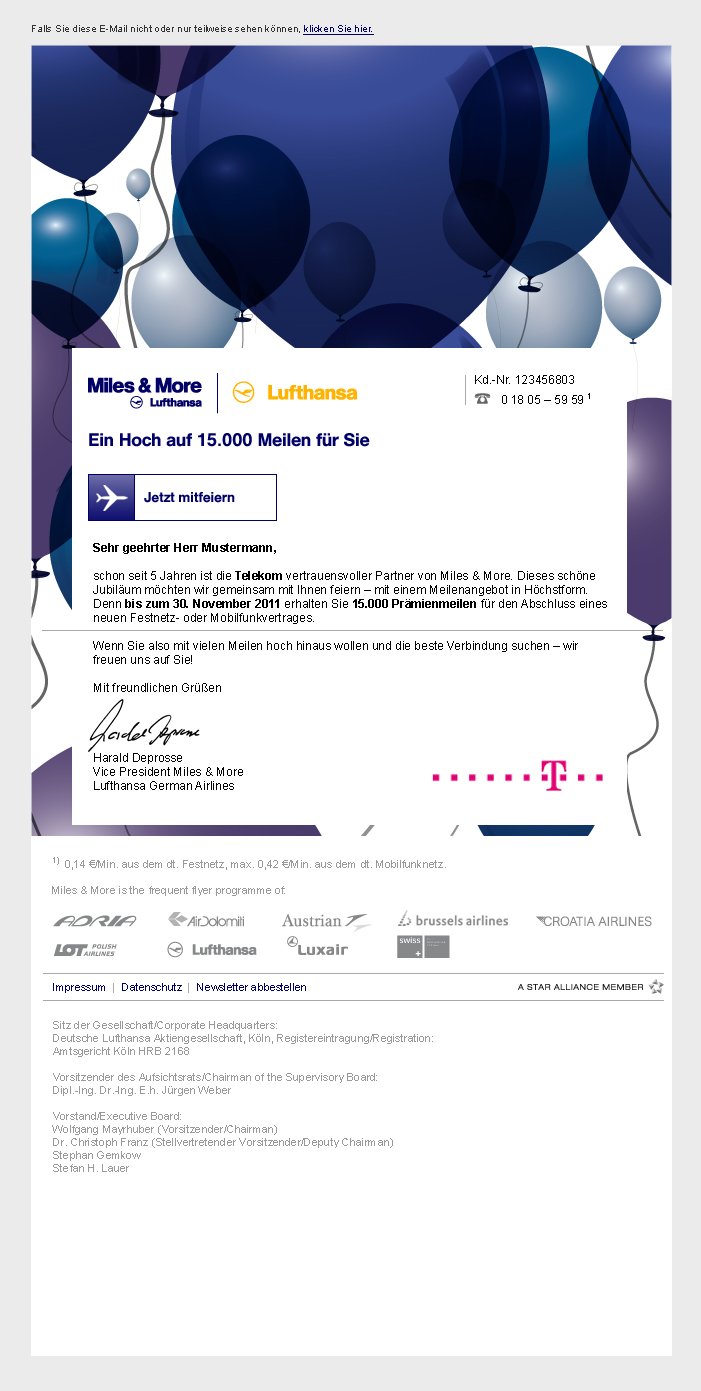 Falls Sie diese E-Mail nicht oder nur teilweise sehen können, klicken Sie hier.
Miles & More
Lufthansa
Lufthansa
Kd.-Nr. 123456803
0 18 05 – 59 59 1
Ein Hoch auf 15.000 Meilen für Sie
Jetzt mitfeiern
Sehr geehrter Herr Mustermann,
schon seit 5 Jahren ist die Telekom vertrauensvoller Partner von Miles & More. Dieses schöne
Jubiläum möchten wir gemeinsam mit Ihnen feiern – mit einem Meilenangebot in Höchstform.
Denn bis zum 30. November 2011 erhalten Sie 15.000 Prämienmeilen für den Abschluss eines
neuen Festnetz- oder Mobilfunkvertrages.
Wenn Sie also mit vielen Meilen hoch hinaus wollen und die beste Verbindung suchen – wir
freuen uns auf Sie!
Mit freundlichen Grüßen
Harald Deprosse
Harald Deprosse
Vice President Miles & More
Lufthansa German Airlines
T
1) 0,14 €/Min. aus dem dt. Festnetz, max. 0,42 €/Min. aus dem dt. Mobilfunknetz.
Miles & More is the frequent flyer programme of:
ADRIA AirDolomiti Austrian brussels airlines CROATIA AIRLINES
LOT POLISH AIRLINES Lufthansa Luxair swiss
Impressum | Datenschutz | Newsletter abbestellen
A STAR ALLIANCE MEMBER
Sitz der Gesellschaft/Corporate Headquarters:
Deutsche Lufthansa Aktiengesellschaft, Köln, Registereintragung/Registration:
Amtsgericht Köln HRB 2168
Vorsitzender des Aufsichtsrats/Chairman of the Supervisory Board:
Dipl.-Ing. Dr.-Ing. E.h. Jürgen Weber
Vorstand/Executive Board:
Wolfgang Mayrhuber (Vorsitzender/Chairman)
Dr. Christoph Franz (Stellvertretender Vorsitzender/Deputy Chairman)
Stephan Gemkow
Stefan H. Lauer